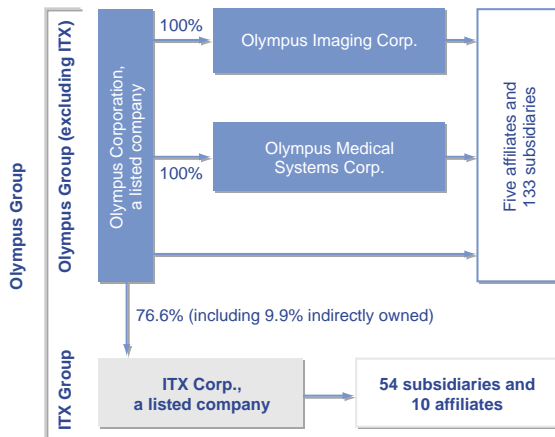 Olympus Group
Olympus Group (excluding ITX)
Olympus Corporation,
a listed company
100%
Olympus Imaging Corp.
100%
Olympus Medical
Systems Corp.
Five affiliates and
133 subsidiaries
76.6% (including 9.9% indirectly owned)
ITX Group
ITX Corp.,
a listed company
54 subsidiaries and
10 affiliates